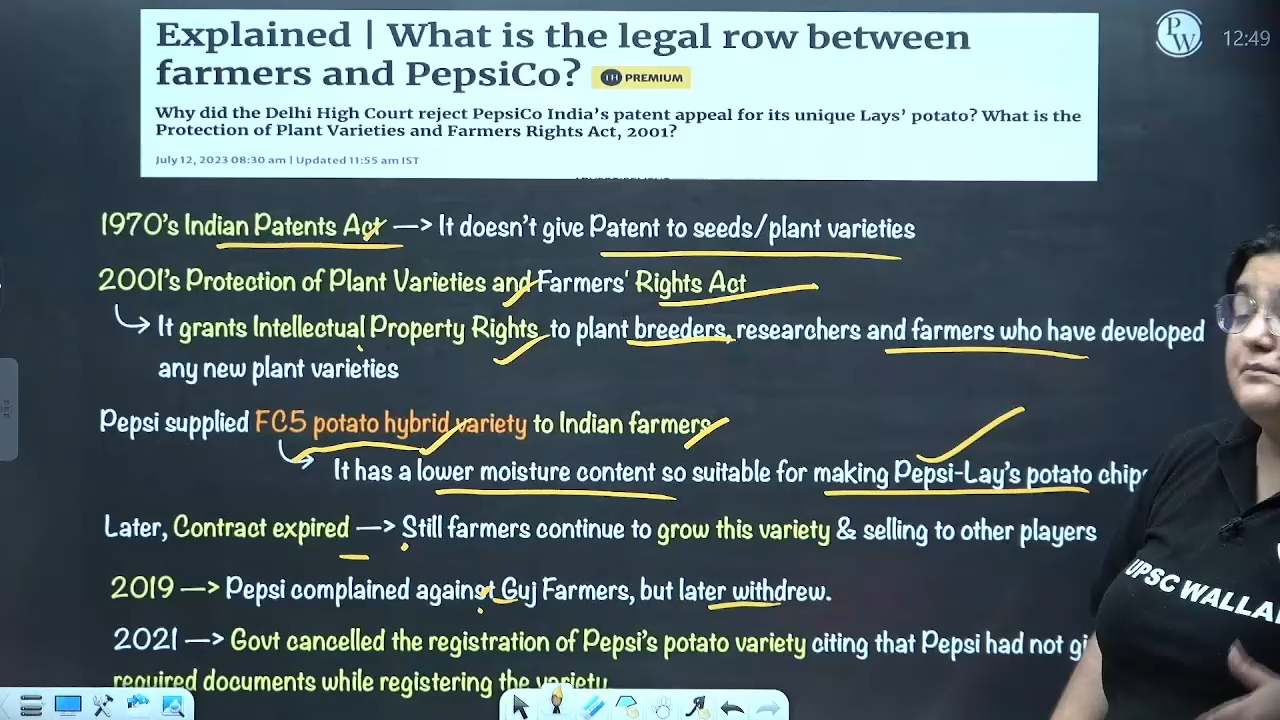 Explained | What is the legal row between
farmers and PepsiCo? TH PREMIUM
Why did the Delhi High Court reject PepsiCo India's patent appeal for its unique Lays' potato? What is the
Protection of Plant Varieties and Farmers Rights Act, 2001?
July 12, 2023 08:30 am | Updated 11:55 am IST
PW
12:49
1970's Indian Patents Act —> It doesn't give Patent to seeds/plant varieties
2001's Protection of Plant Varieties and Farmers' Rights Act
It grants Intellectual Property Rights to plant breeders, researchers and farmers who have developed
any new plant varieties
Pepsi supplied FC5 potato hybrid variety to Indian farmers
It has a lower moisture content so suitable for making Pepsi-Lay's potato chip
Later, Contract expired —> Still farmers continue to grow this variety & selling to other players
2019 —> Pepsi complained against Guj Farmers, but later withdrew.
2021 —> Govt cancelled the registration of Pepsi's potato variety citing that Pepsi had not gi
required documents while registering the variety.
UPSC WALLA